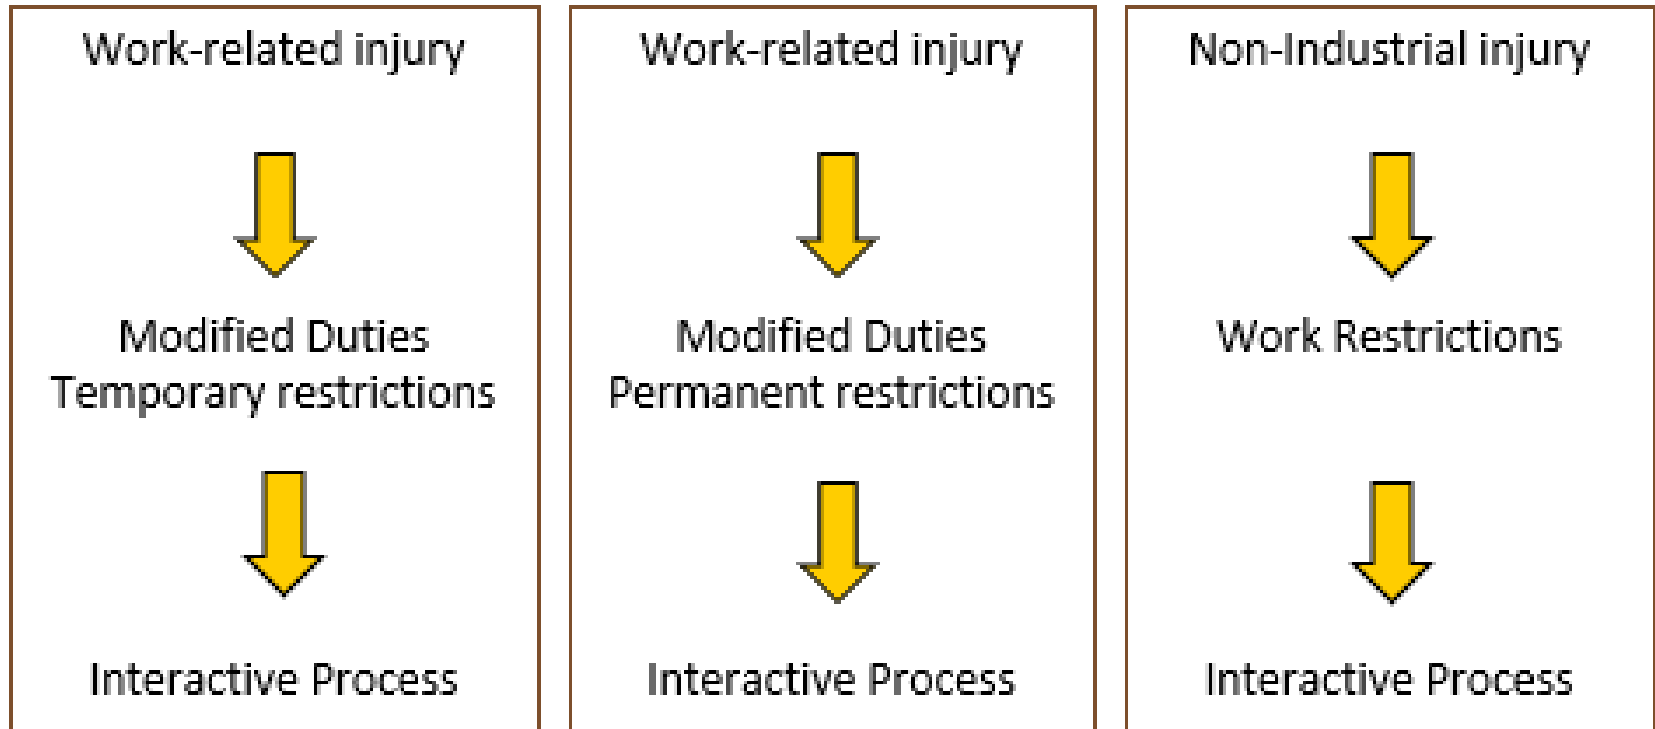 Work-related injury
Modified Duties
Temporary restrictions
Interactive Process
Work-related injury
Modified Duties
Permanent restrictions
Interactive Process
Non-Industrial injury
Work Restrictions
Interactive Process